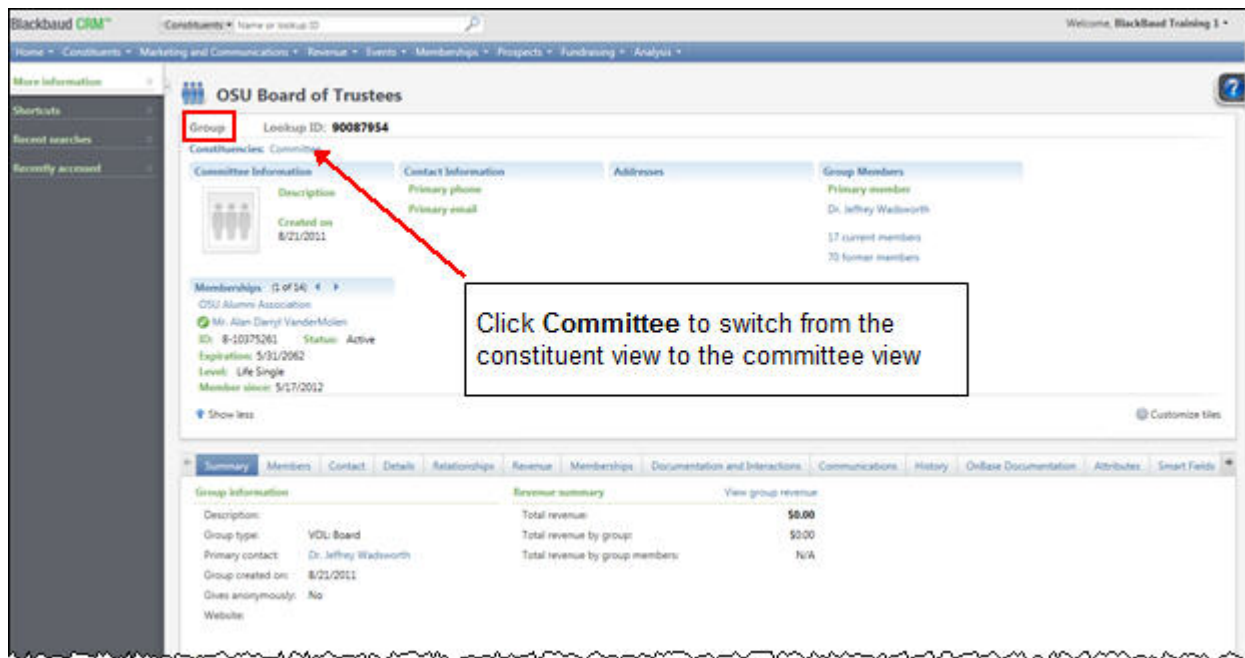 Blackbaud CRM™ Constituents Name or lookup ID Welcome, BlackBaud Training 1
Home Constituents Marketing and Communications Revenue Events Memberships Prospects Fundraising Analysis
More information
Shortcuts
Recent searches
Recently accessed
?
OSU Board of Trustees
Group Lookup ID: 90087954
Constituencies: Committee
Committee Information Contact Information Addresses Group Members
Description Primary phone Primary member
Primary email Dr. Jeffrey Wadsworth
Created on
8/21/2011 17 current members
70 former members
Memberships (1 of 14)
OSU Alumni Association
Mr. Alan Darryl VanderMolen
ID: 8-10375261 Status: Active
Expiration: 5/31/2062
Level: Life Single
Member since: 5/17/2012
Click Committee to switch from the
constituent view to the committee view
Show less Customize tiles
Summary Members Contact Details Relationships Revenue Memberships Documentation and Interactions Communications History OnBase Documentation Attributes Smart Fields
Group information Revenue summary View group revenue
Description: Total revenue: $0.00
Group type: VOL: Board Total revenue by group: $0.00
Primary contact: Dr. Jeffrey Wadsworth Total revenue by group members: N/A
Group created on: 8/21/2011
Gives anonymously: No
Website: